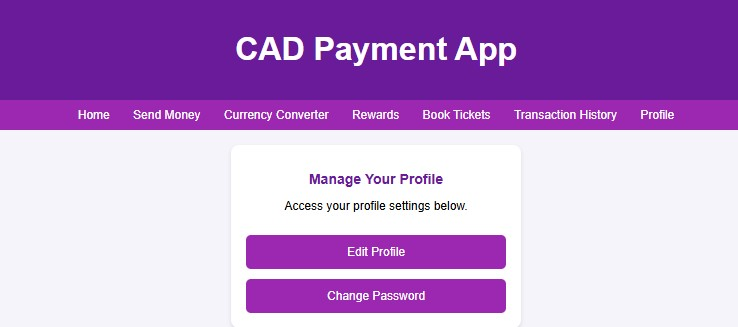 CAD Payment App
Home Send Money Currency Converter Rewards Book Tickets Transaction History Profile
Manage Your Profile
Access your profile settings below.
Edit Profile
Change Password